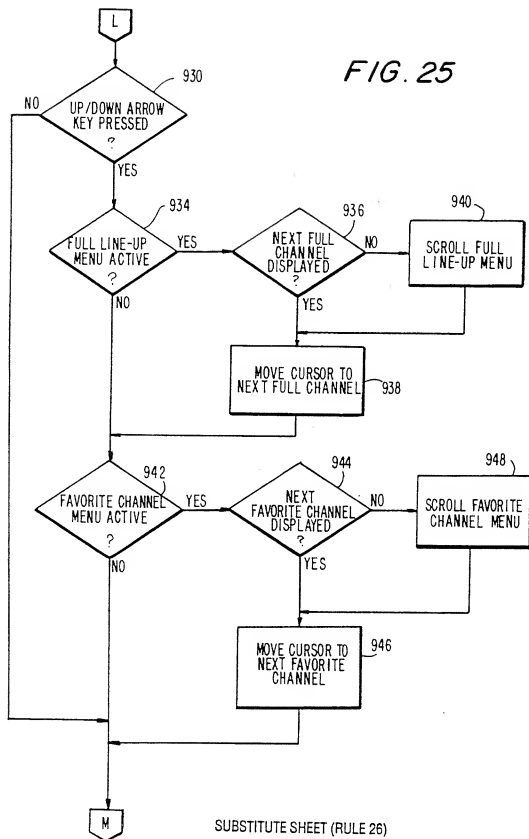 L
FIG. 25
930
NO
UP/DOWN ARROW
KEY PRESSED
?
YES
934
FULL LINE-UP
MENU ACTIVE
?
YES
NO
936
NEXT FULL
CHANNEL
DISPLAYED
?
NO
YES
940
SCROLL FULL
LINE-UP MENU
MOVE CURSOR TO
NEXT FULL CHANNEL
938
942
FAVORITE CHANNEL
MENU ACTIVE
?
YES
NO
944
NEXT
FAVORITE CHANNEL
DISPLAYED
?
NO
YES
948
SCROLL FAVORITE
CHANNEL MENU
MOVE CURSOR TO
NEXT FAVORITE
CHANNEL
946
M
SUBSTITUTE SHEET (RULE 26)